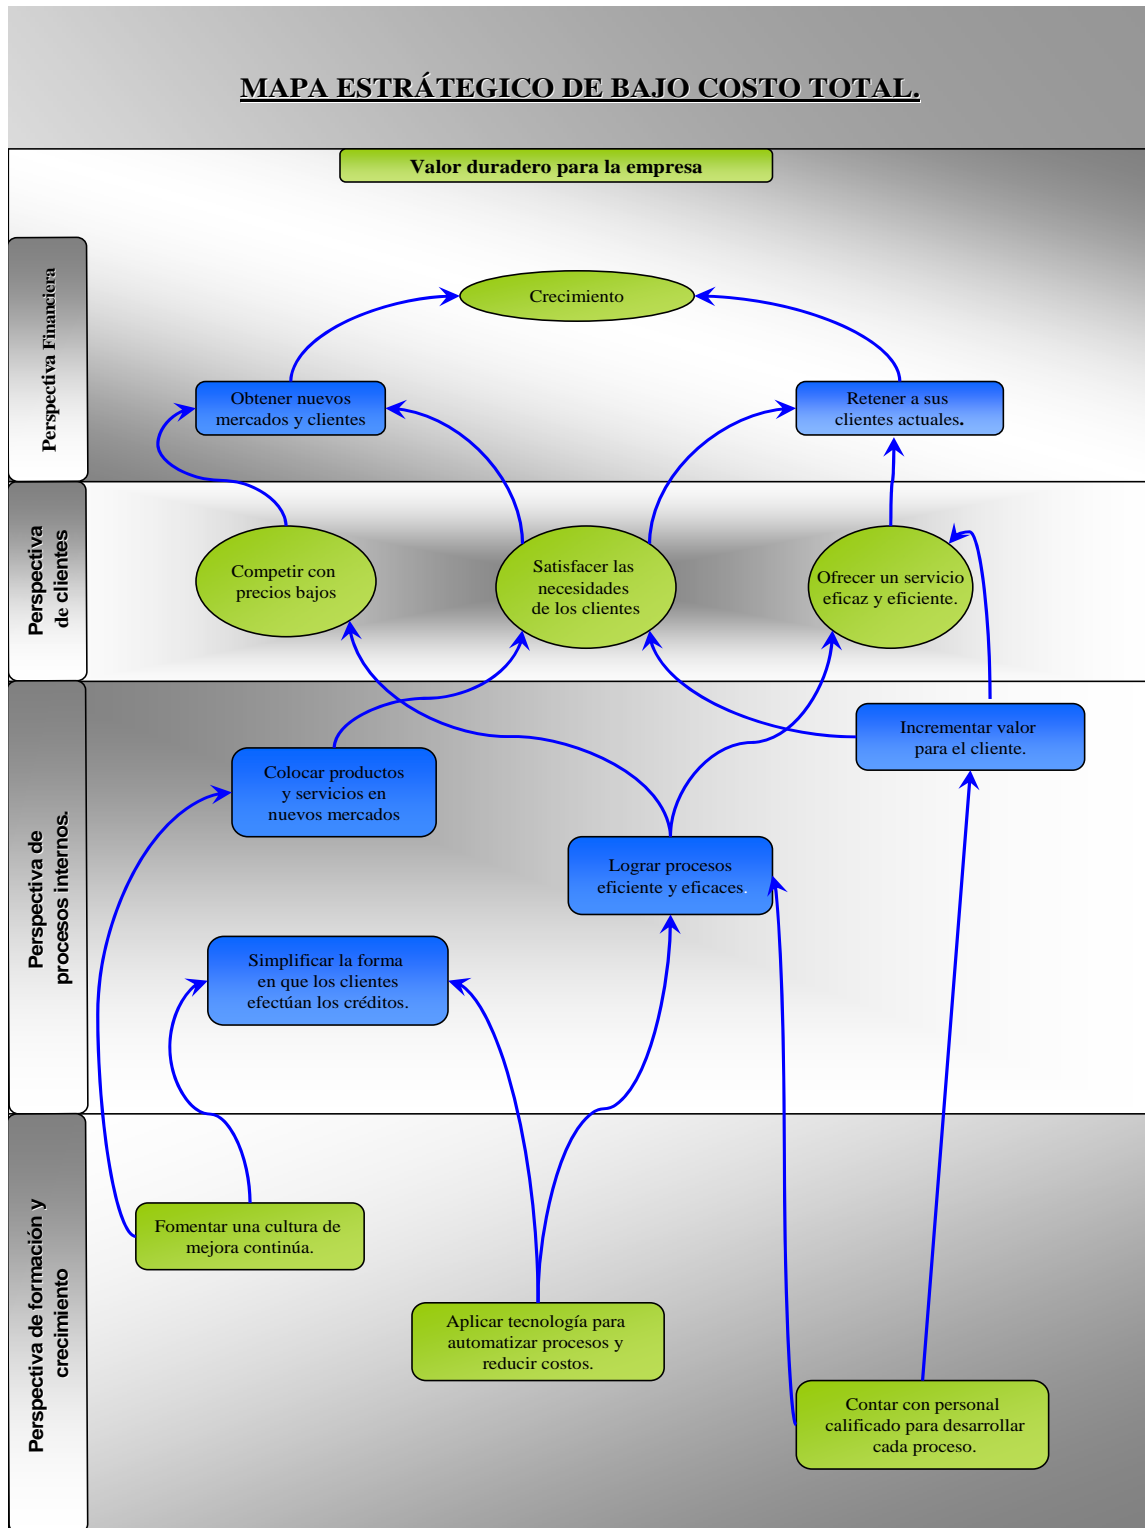 MAPA ESTRÁTEGICO DE BAJO COSTO TOTAL.
Valor duradero para la empresa
Perspectiva Financiera
Crecimiento
Obtener nuevos
mercados y clientes
Retener a sus
clientes actuales.
Perspectiva
de clientes
Competir con
precios bajos
Satisfacer las
necesidades
de los clientes
Ofrecer un servicio
eficaz y eficiente.
Perspectiva de
procesos internos.
Incrementar valor
para el cliente.
Colocar productos
y servicios en
nuevos mercados
Lograr procesos
eficiente y eficaces.
Simplificar la forma
en que los clientes
efectúan los créditos.
Perspectiva de formación y
crecimiento
Fomentar una cultura de
mejora continúa.
Aplicar tecnología para
automatizar procesos y
reducir costos.
Contar con personal
calificado para desarrollar
cada proceso.